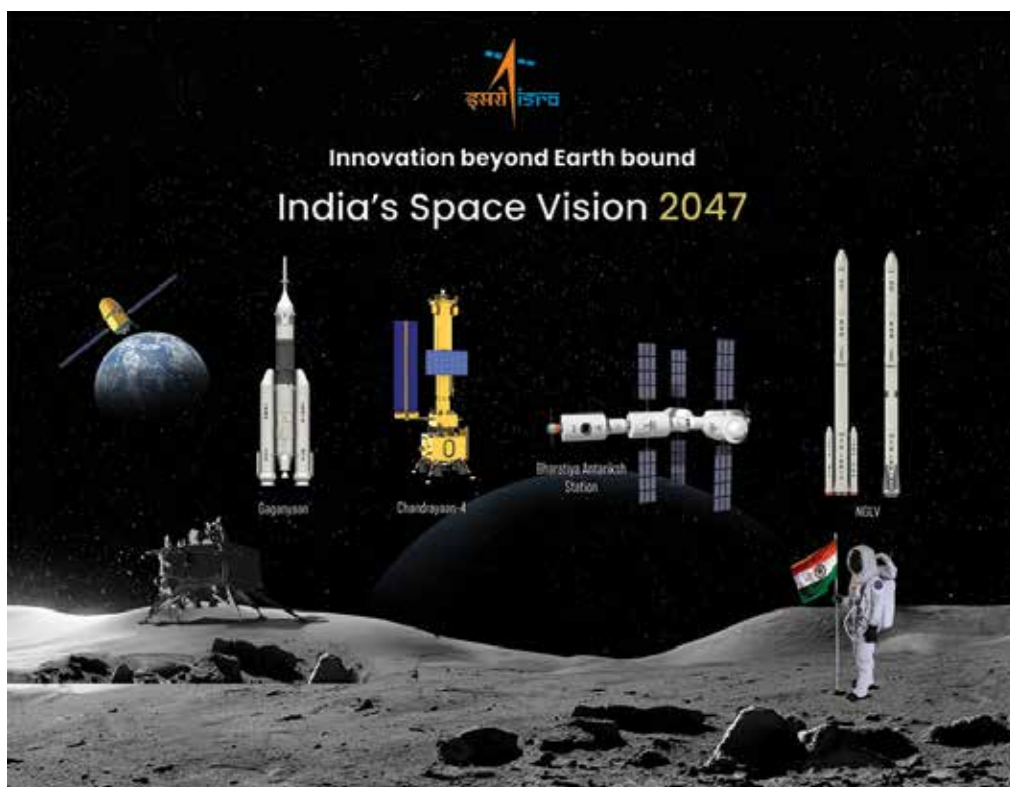 इसरो isro
Innovation beyond Earth bound
India's Space Vision 2047
Gaganyaan
Chandrayaan-4
Bharatiya Antariksh
Station
NGLV